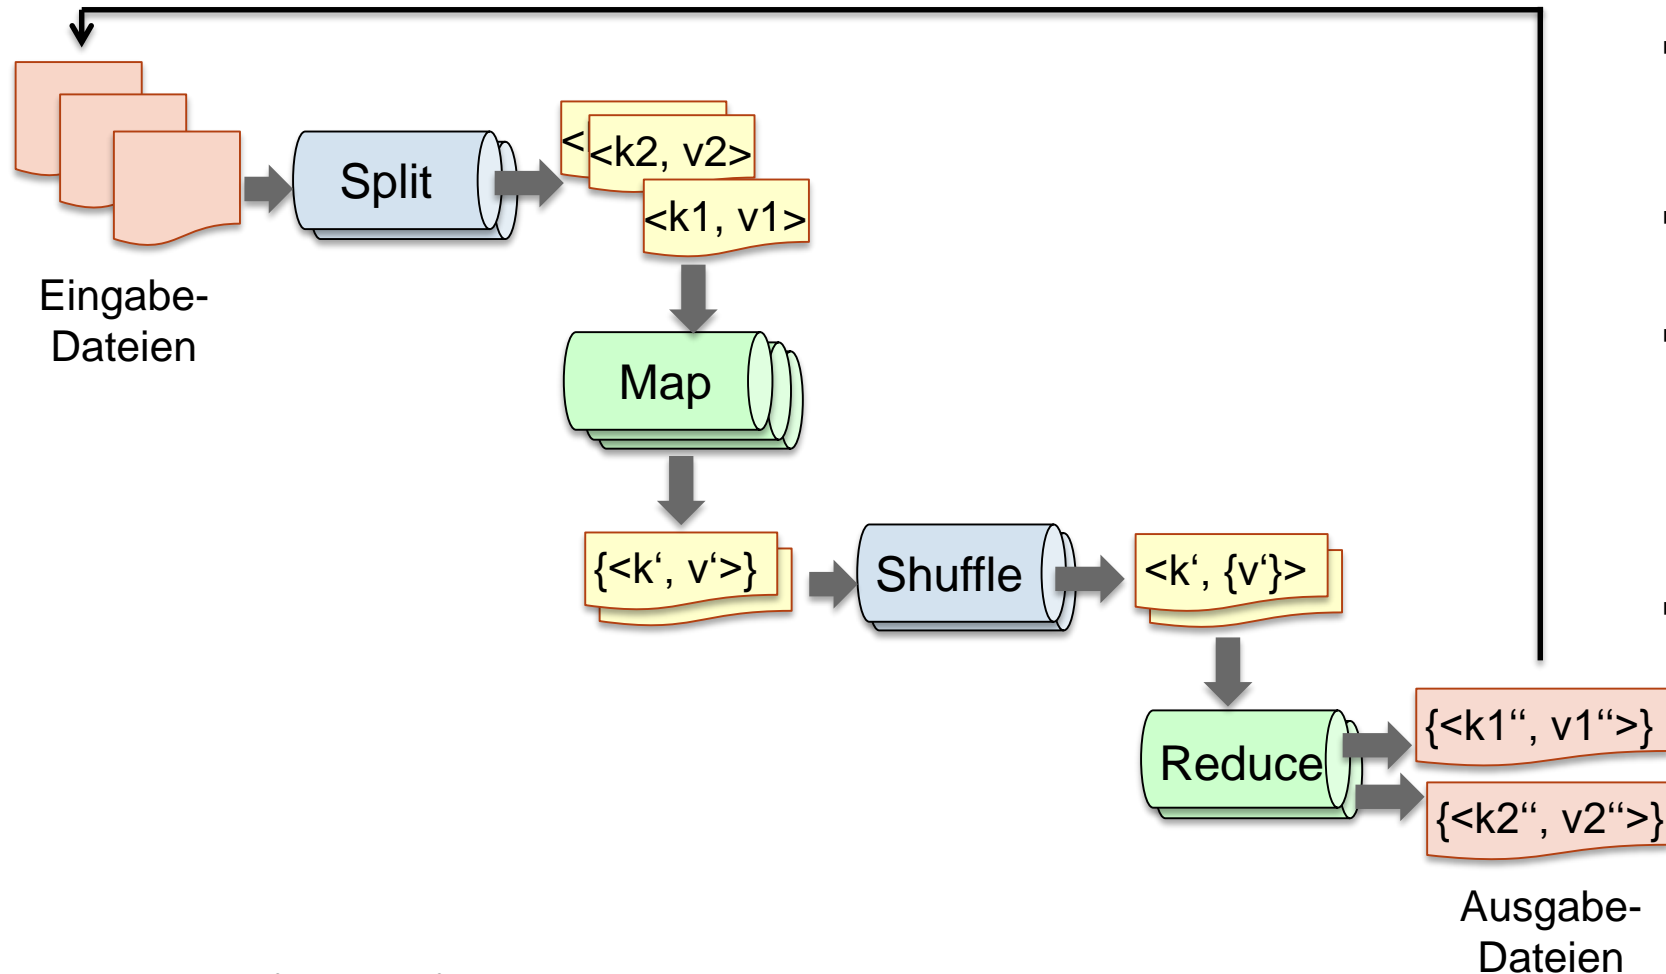 Eingabe-
Dateien
Split
<
<k2, v2>
<k1, v1>
Map
{<k‘, v‘>}
Shuffle
<k‘, {v‘}>
Reduce
{<k1“, v1“>}
{<k2“, v2“>}
Ausgabe-
Dateien